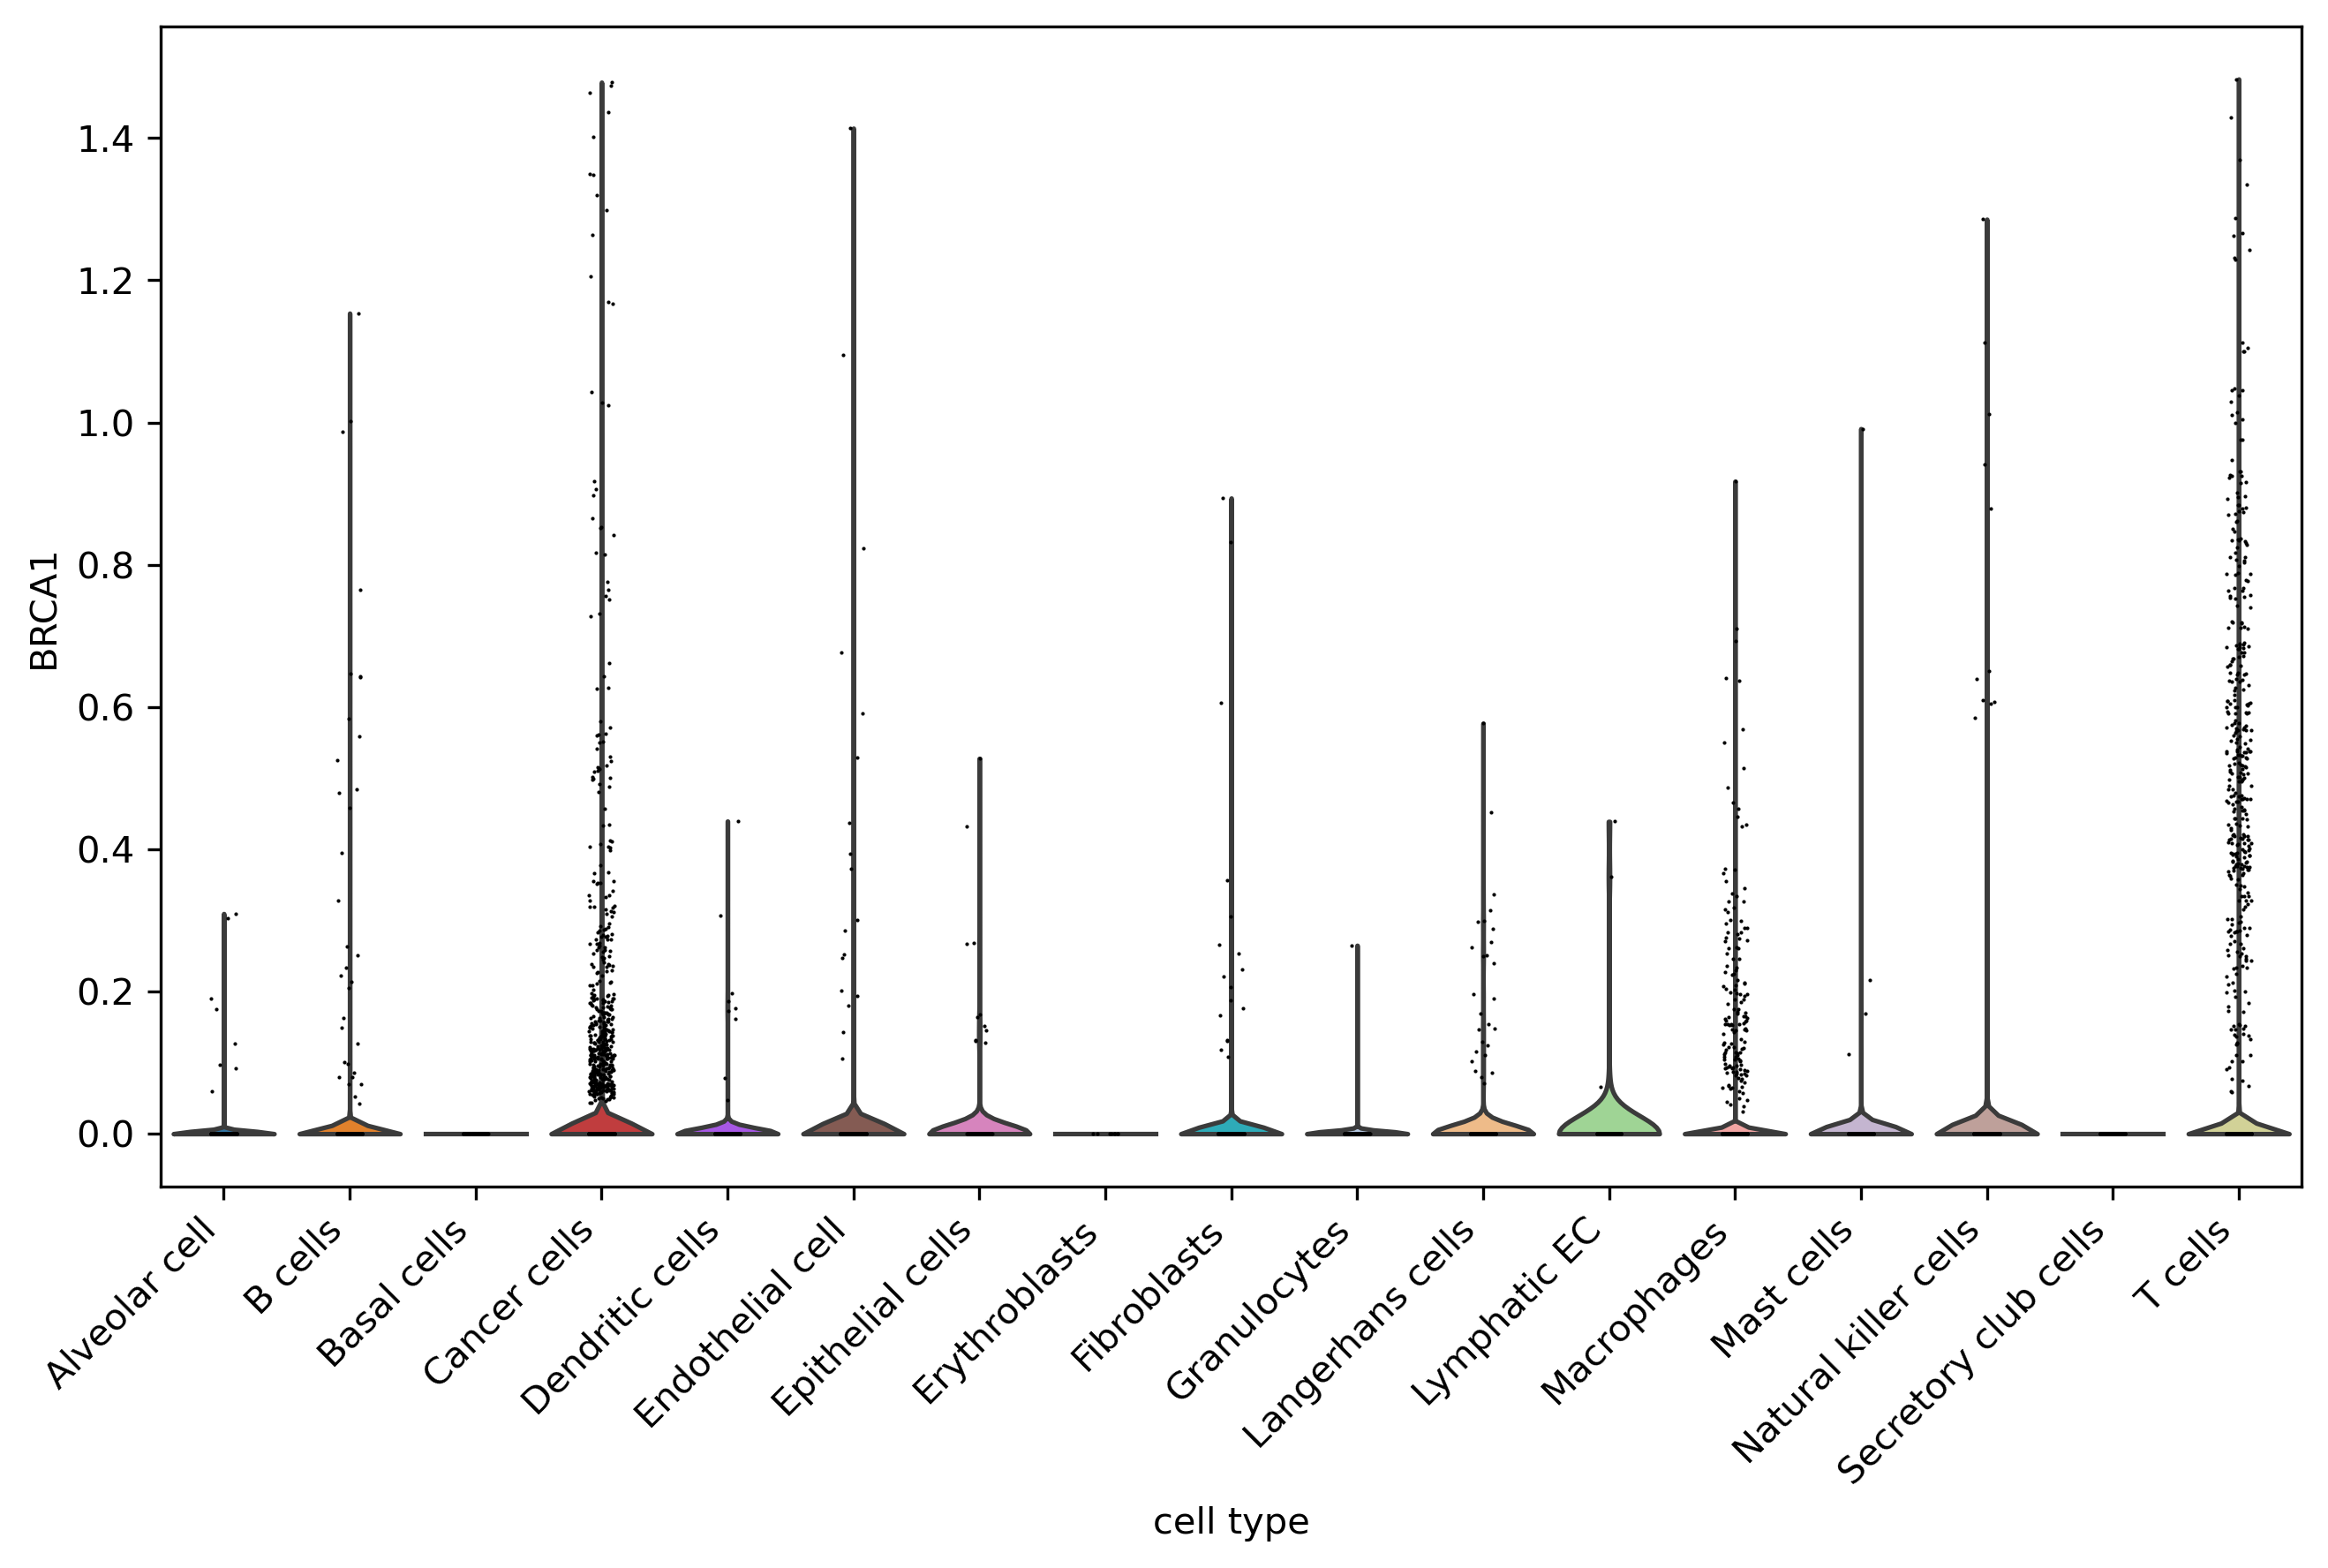 BRCA1
1.4
1.2
1.0
0.8
0.6
0.4
0.2
0.0
Alveolar cell
B cells
Basal cells
Cancer cells
Dendritic cells
Endothelial cell
Epithelial cells
Erythroblasts
Fibroblasts
Granulocytes
Langerhans cells
Lymphatic EC
Macrophages
Mast cells
Natural killer cells
Secretory club cells
T cells
cell type